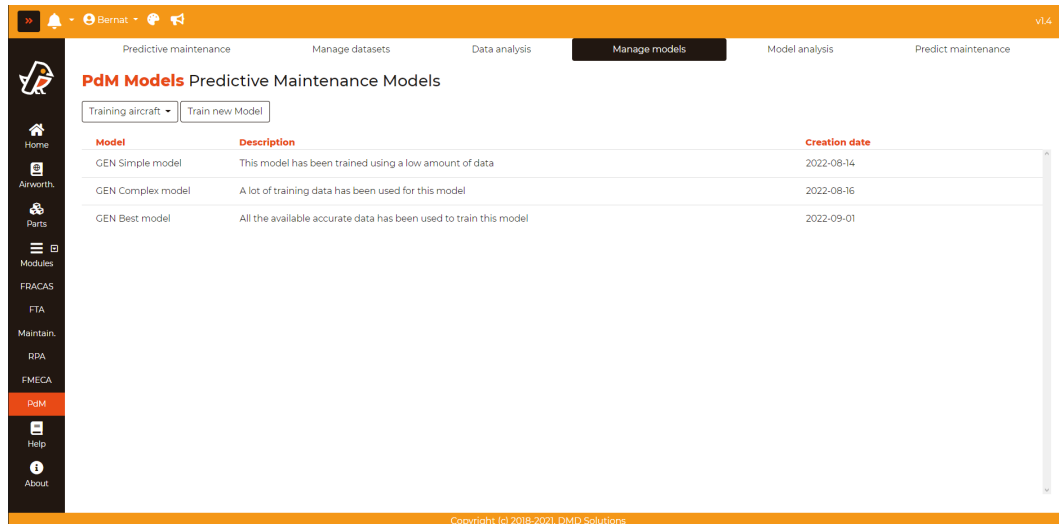 » Bernat v1.4
Predictive maintenance Manage datasets Data analysis Manage models Model analysis Predict maintenance
PdM Models Predictive Maintenance Models
Training aircraft Train new Model
Model Description Creation date
GEN Simple model This model has been trained using a low amount of data 2022-08-14
GEN Complex model A lot of training data has been used for this model 2022-08-16
GEN Best model All the available accurate data has been used to train this model 2022-09-01
Home
Airworth.
Parts
Modules
FRACAS
FTA
Maintain.
RPA
FMECA
PdM
Help
About
Copyright (c) 2018-2021, DMD Solutions